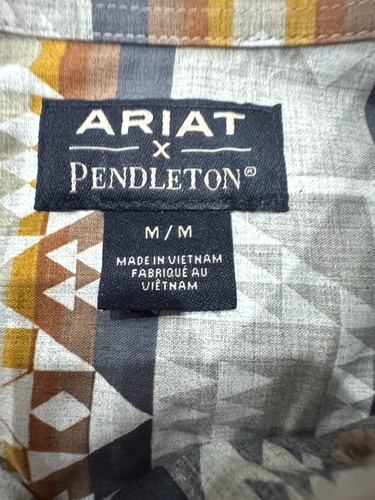 ARIAT
X
PENDLETON®
M/M
MADE IN VIETNAM
FABRIQUÉ AU
VIÊTNAM